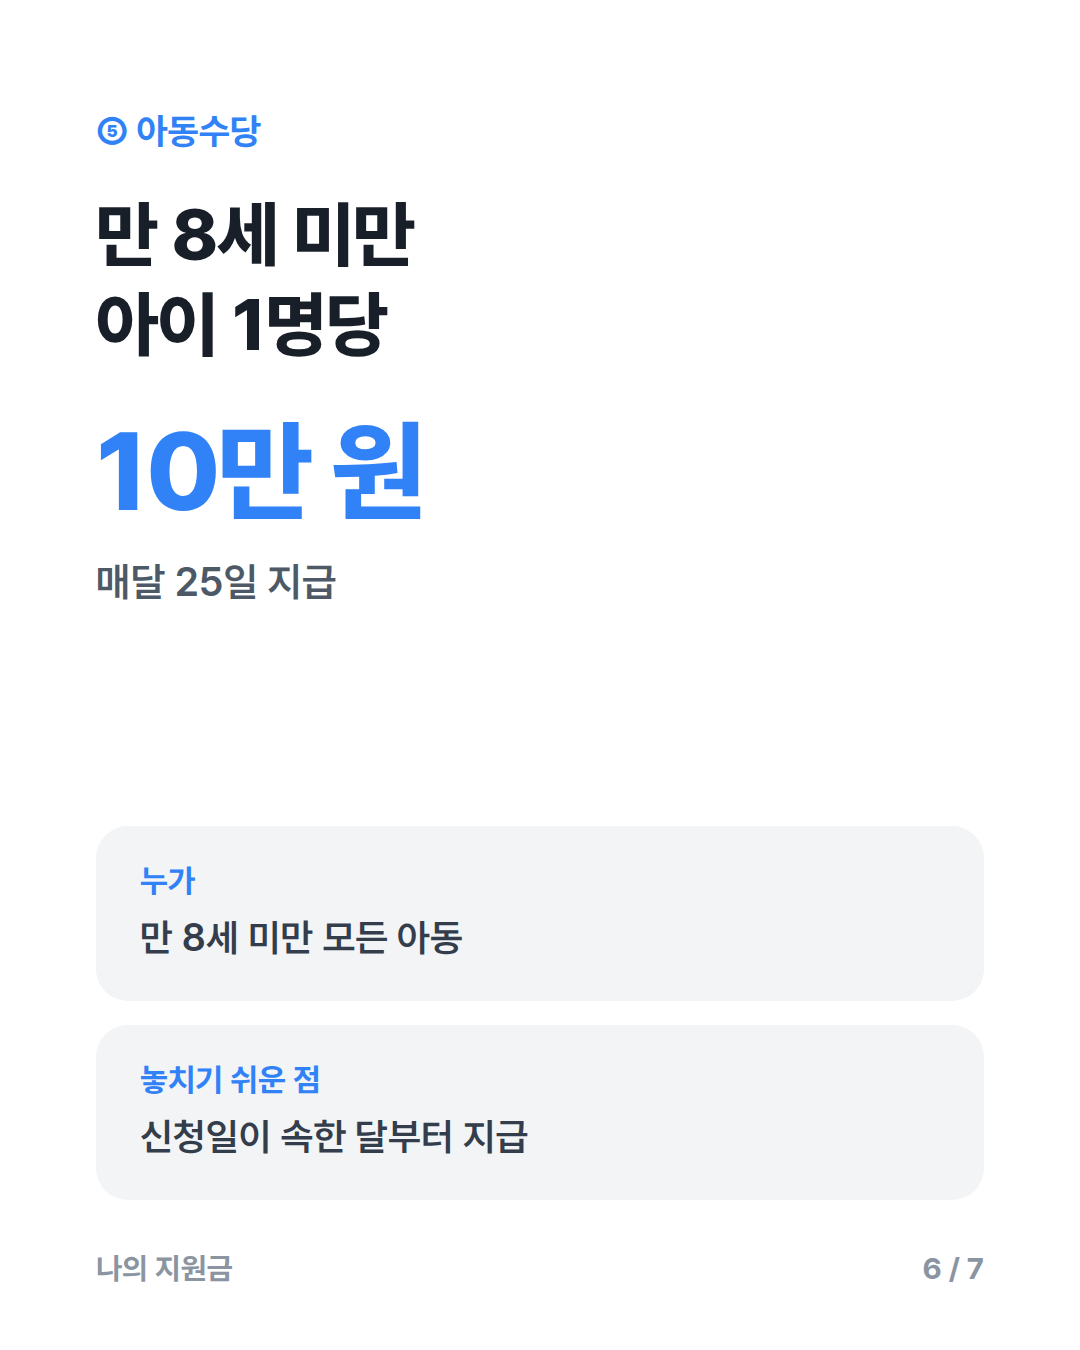 ⑤ 아동수당
만 8세 미만
아이 1명당
10만 원
매달 25일 지급
누가
만 8세 미만 모든 아동
놓치기 쉬운 점
신청일이 속한 달부터 지급
나의 지원금
6 / 7